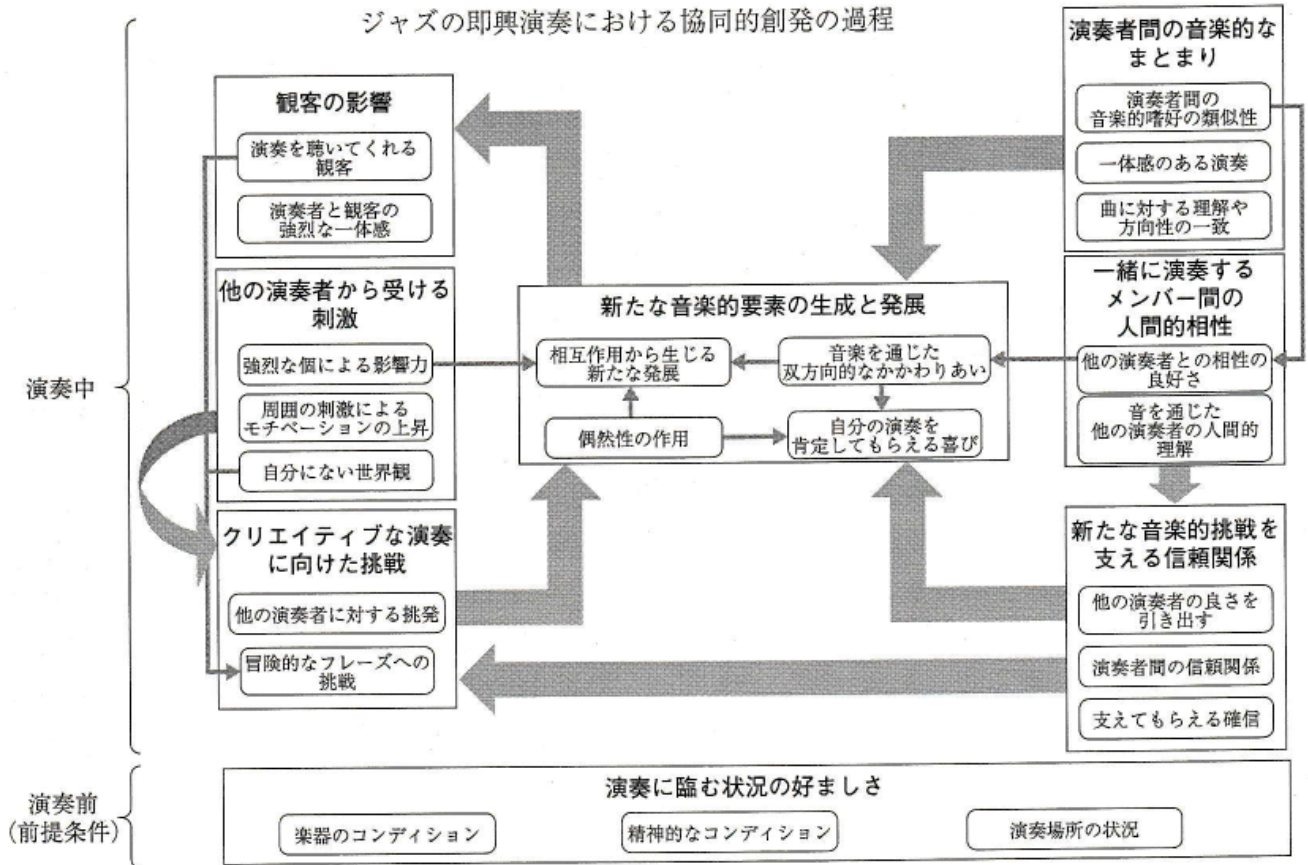 ジャズの即興演奏における協同的創発の過程
演奏中
観客の影響
演奏を聴いてくれる
観客
演奏者と観客の
強烈な一体感
他の演奏者から受ける
刺激
強烈な個による影響力
周囲の刺激による
モチベーションの上昇
自分にない世界観
クリエイティブな演奏
に向けた挑戦
他の演奏者に対する挑発
冒険的なフレーズへの
挑戦
新たな音楽的要素の生成と発展
相互作用から生じる
新たな発展
音楽を通じた
双方向的なかかわりあい
偶然性の作用
自分の演奏を
肯定してもらえる喜び
演奏者間の音楽的な
まとまり
演奏者間の
音楽的嗜好の類似性
一体感のある演奏
曲に対する理解や
方向性の一致
一緒に演奏する
メンバー間の
人間的相性
他の演奏者との相性の
良好さ
音を通じた
他の演奏者の人間的
理解
新たな音楽的挑戦を
支える信頼関係
他の演奏者の良さを
引き出す
演奏者間の信頼関係
支えてもらえる確信
演奏前
(前提条件)
演奏に臨む状況の好ましさ
楽器のコンディション
精神的なコンディション
演奏場所の状況